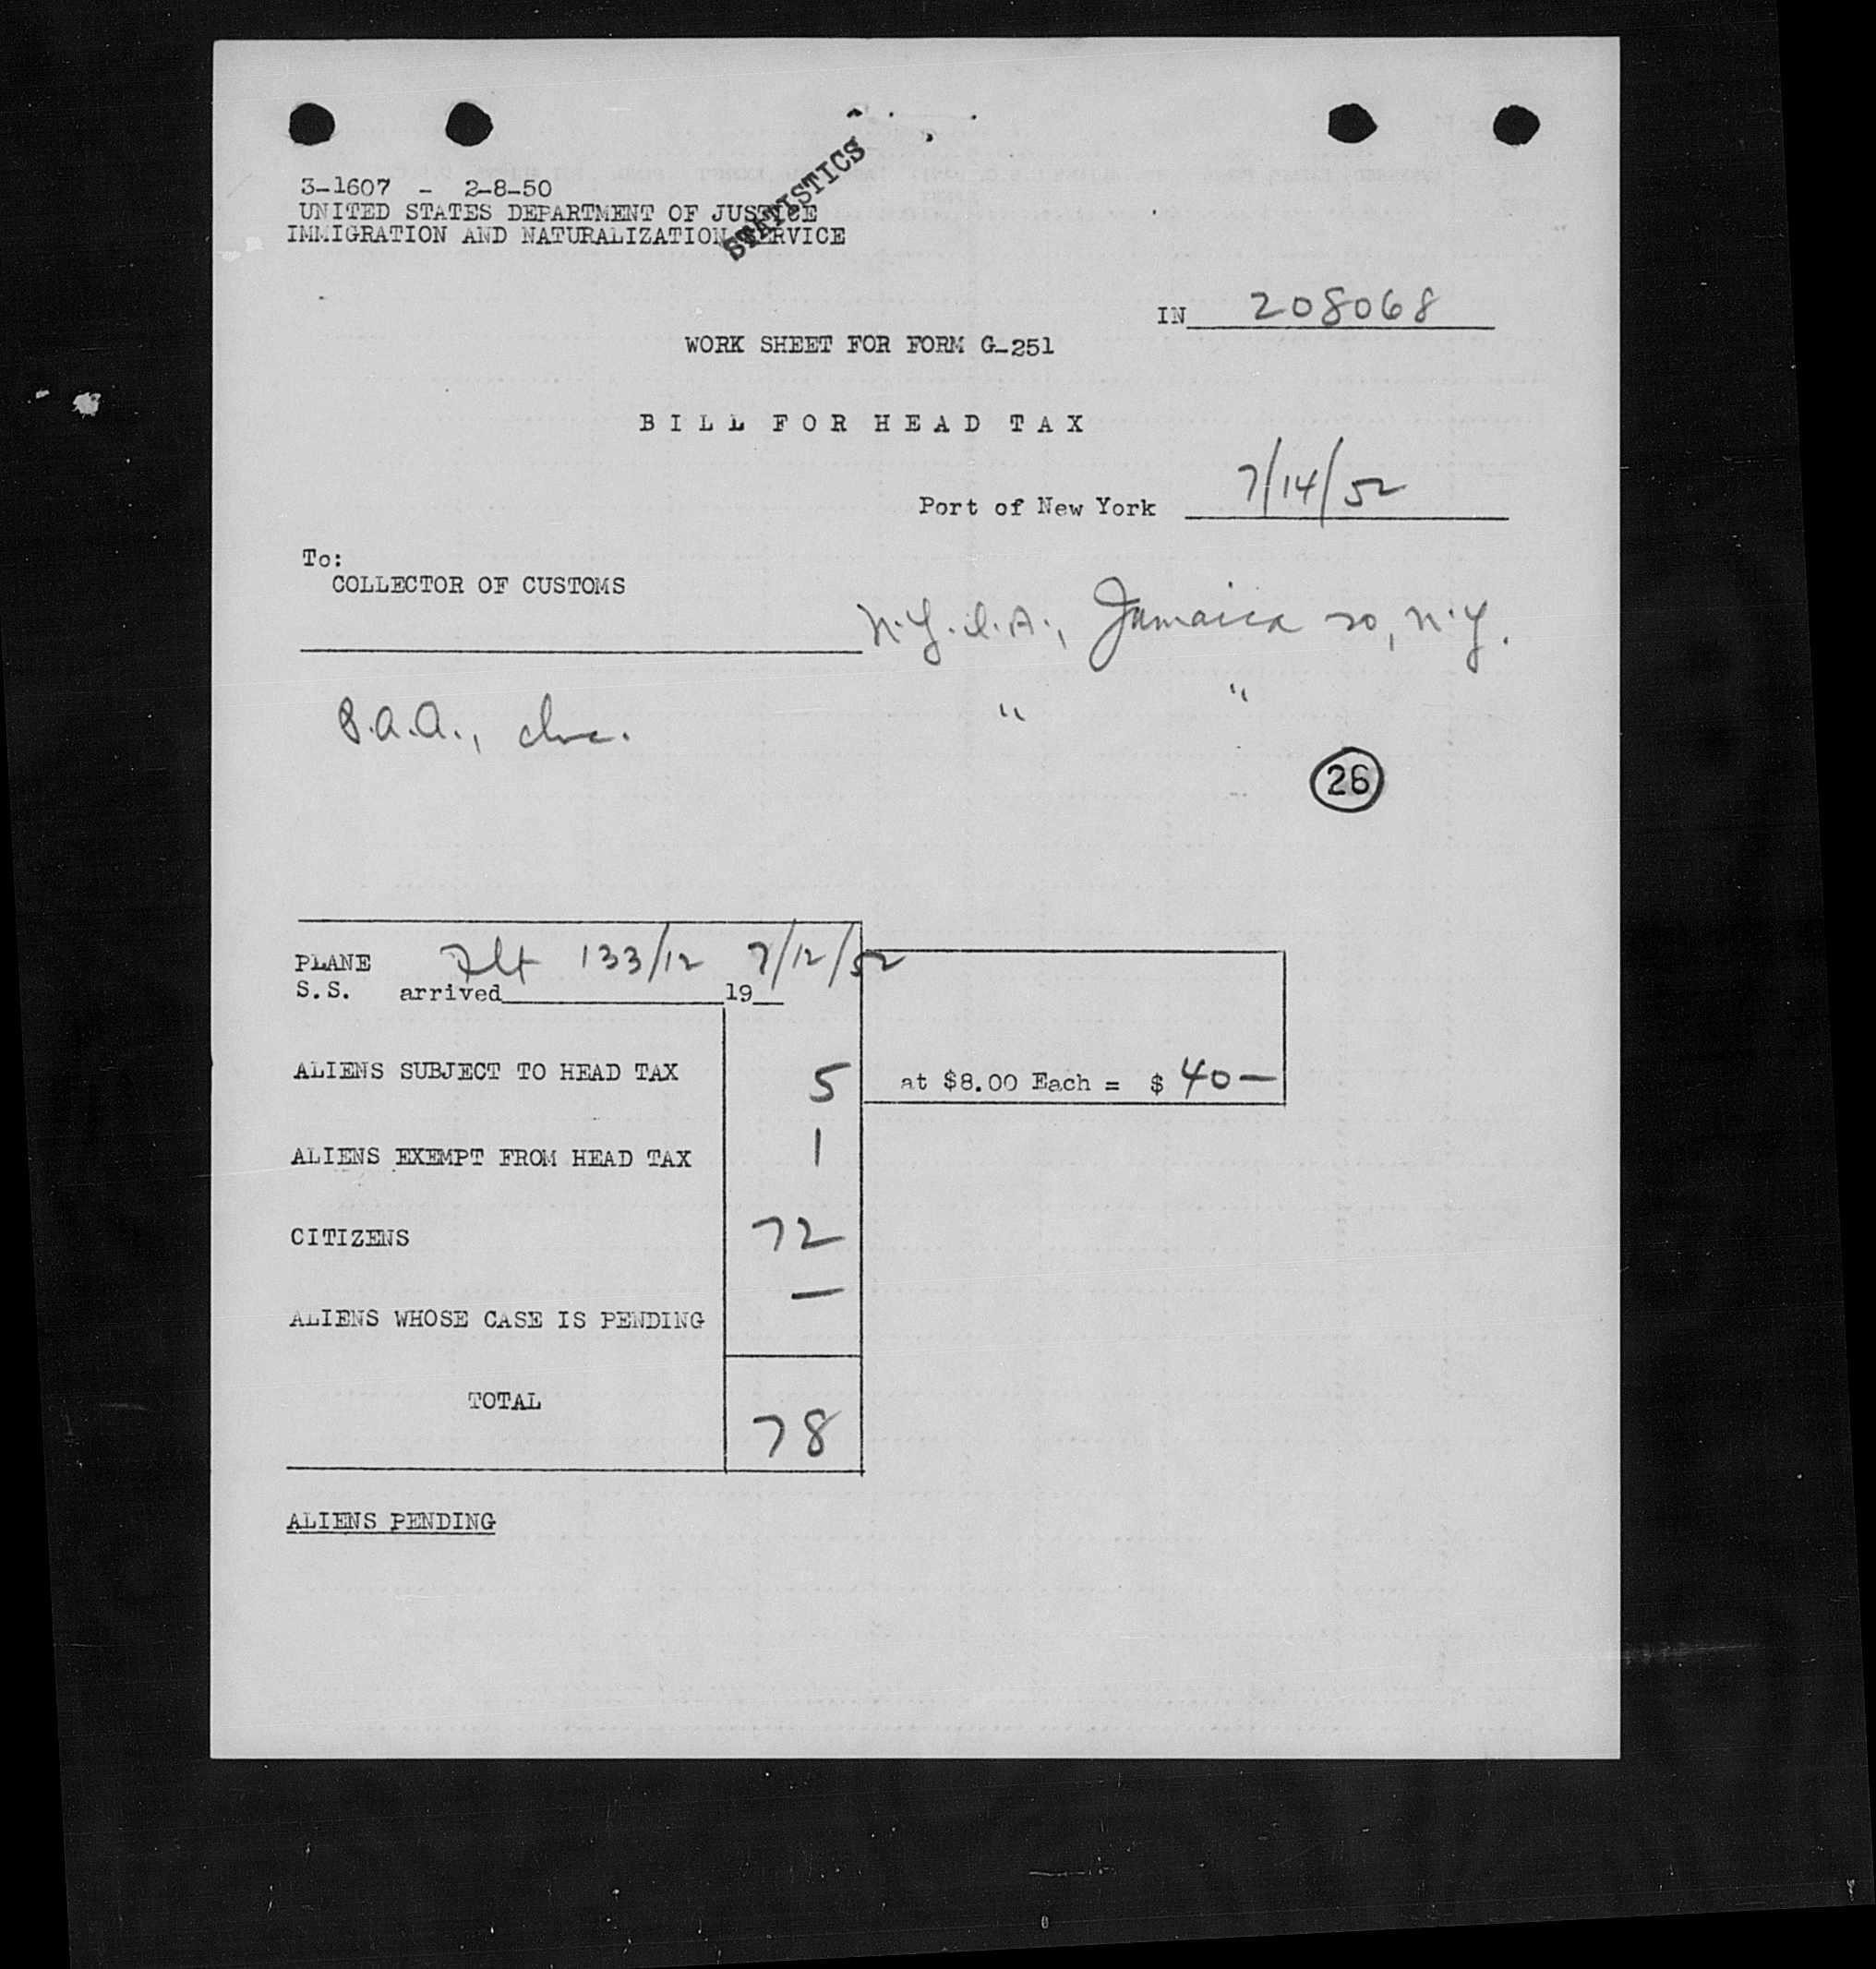 STATISTICS
3-1607 - 2-8-50
UNITED STATES DEPARTMENT OF JUSTICE
IMMIGRATION AND NATURALIZATION SERVICE
IN 208068
WORK SHEET FOR FORM G-251
BILL FOR HEAD TAX
Port of New York 7/14/52
To:
COLLECTOR OF CUSTOMS
N.Y.I.A., Jamaica 20, N.Y.
S.A.A., Inc. " "
26
PLANE Flt 133/12 7/12/52
S.S. arrived 19
ALIENS SUBJECT TO HEAD TAX 5 at $8.00 Each = $ 40—
ALIENS EXEMPT FROM HEAD TAX 1
CITIZENS 72
ALIENS WHOSE CASE IS PENDING —
TOTAL 78
ALIENS PENDING